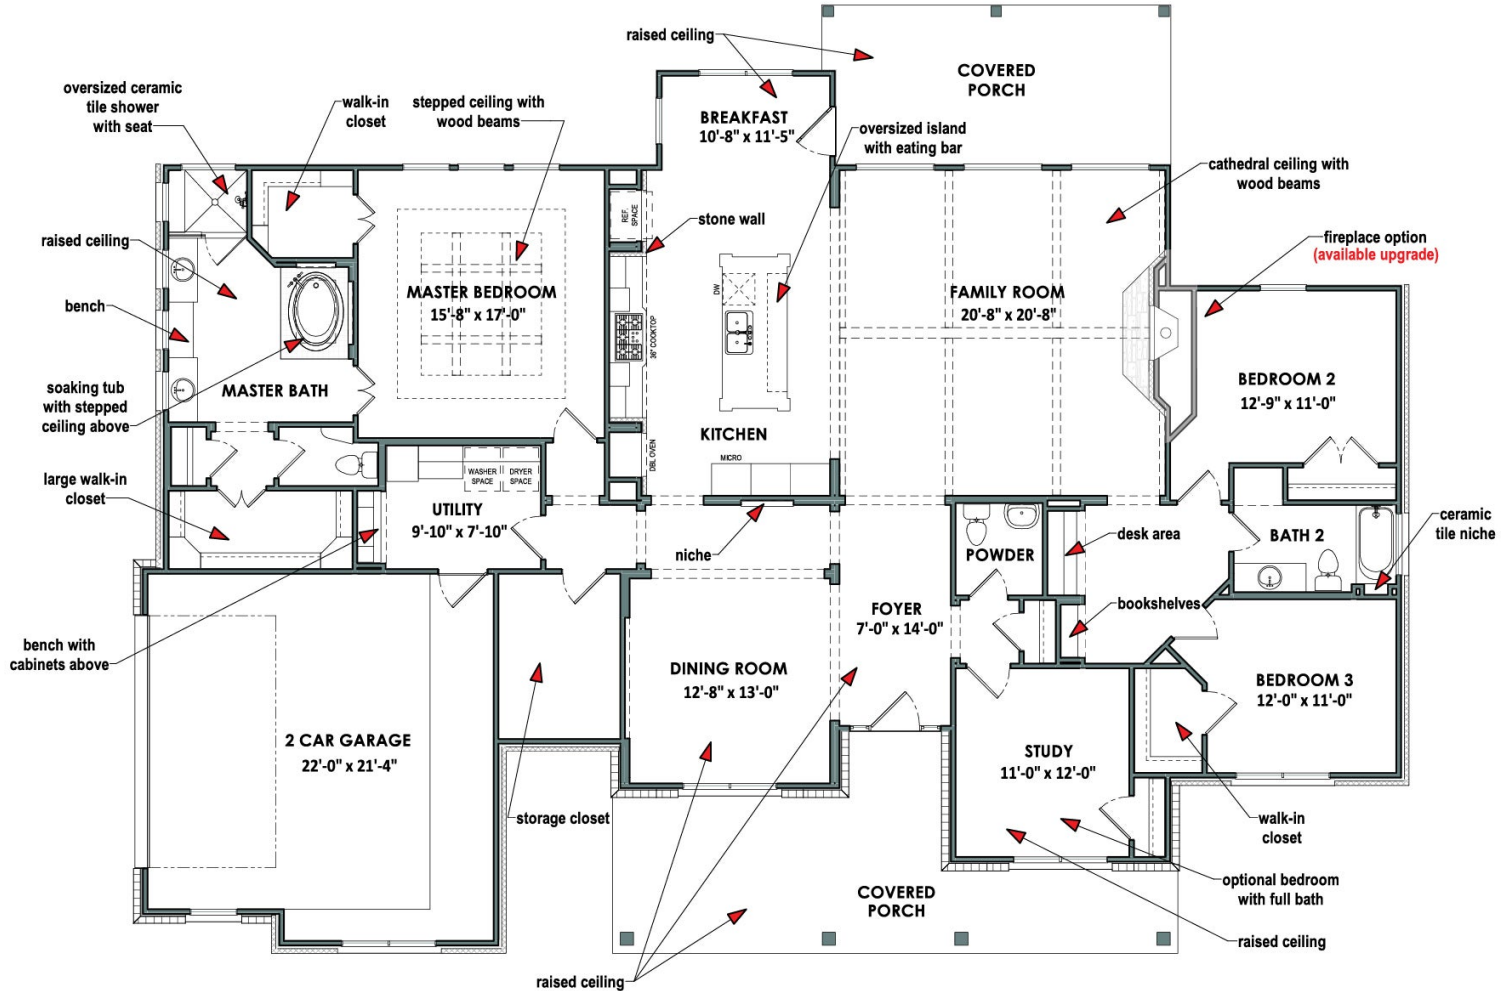 raised ceiling
COVERED
PORCH
oversized ceramic
tile shower
with seat
walk-in
closet
stepped ceiling with
wood beams
BREAKFAST
10'-8" x 11'-5"
oversized island
with eating bar
cathedral ceiling with
wood beams
REF.
SPACE
stone wall
raised ceiling
fireplace option
(available upgrade)
bench
MASTER BEDROOM
15'-8" x 17'-0"
DW
FAMILY ROOM
20'-8" x 20'-8"
36" COOKTOP
soaking tub
with stepped
ceiling above
MASTER BATH
BEDROOM 2
12'-9" x 11'-0"
KITCHEN
DBL OVEN
MICRO
large walk-in
closet
WASHER
SPACE
DRYER
SPACE
UTILITY
9'-10" x 7'-10"
niche
POWDER
desk area
BATH 2
ceramic
tile niche
bookshelves
FOYER
7'-0" x 14'-0"
bench with
cabinets above
DINING ROOM
12'-8" x 13'-0"
BEDROOM 3
12'-0" x 11'-0"
2 CAR GARAGE
22'-0" x 21'-4"
STUDY
11'-0" x 12'-0"
storage closet
walk-in
closet
COVERED
PORCH
optional bedroom
with full bath
raised ceiling
raised ceiling